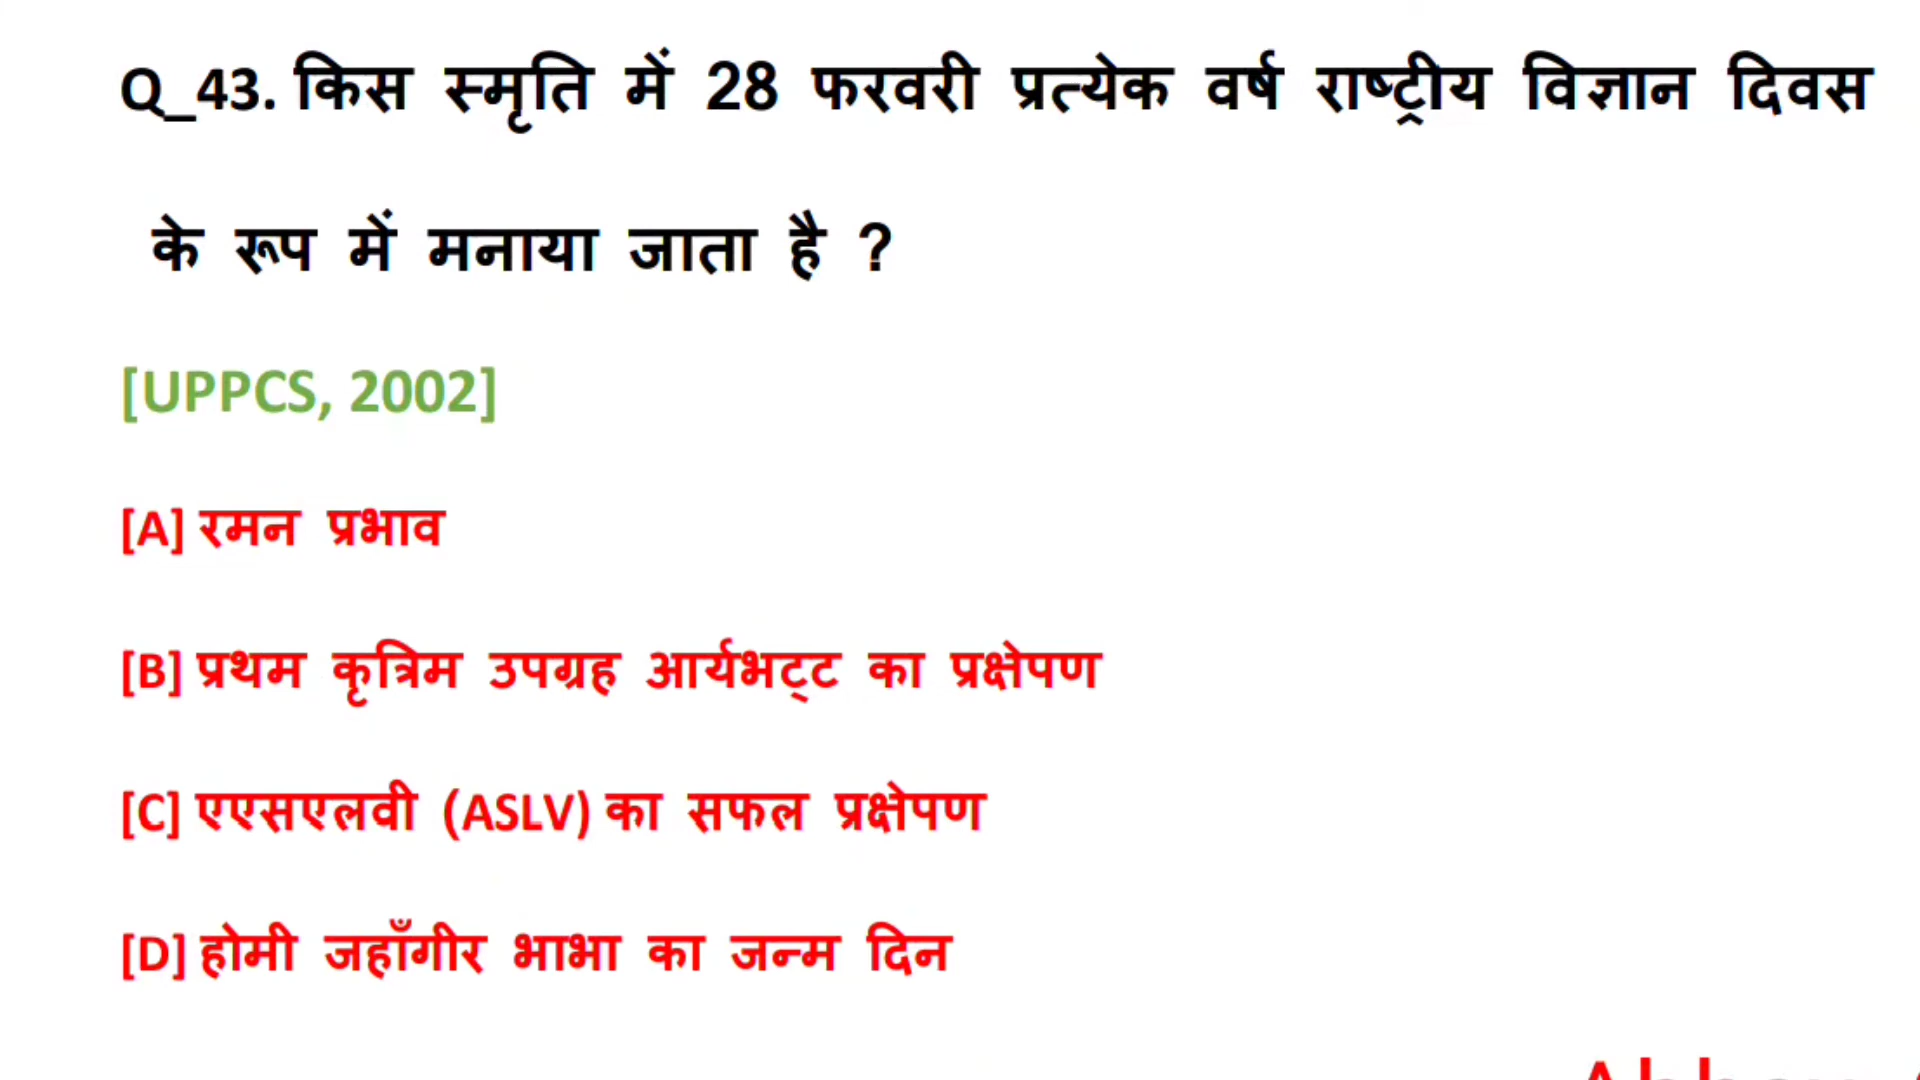 Q_43. किस स्मृति में 28 फरवरी प्रत्येक वर्ष राष्ट्रीय विज्ञान दिवस
के रूप में मनाया जाता है ?
[UPPCS, 2002]
[A] रमन प्रभाव
[B] प्रथम कृत्रिम उपग्रह आर्यभट्ट का प्रक्षेपण
[C] एएसएलवी (ASLV) का सफल प्रक्षेपण
[D] होमी जहाँगीर भाभा का जन्म दिन